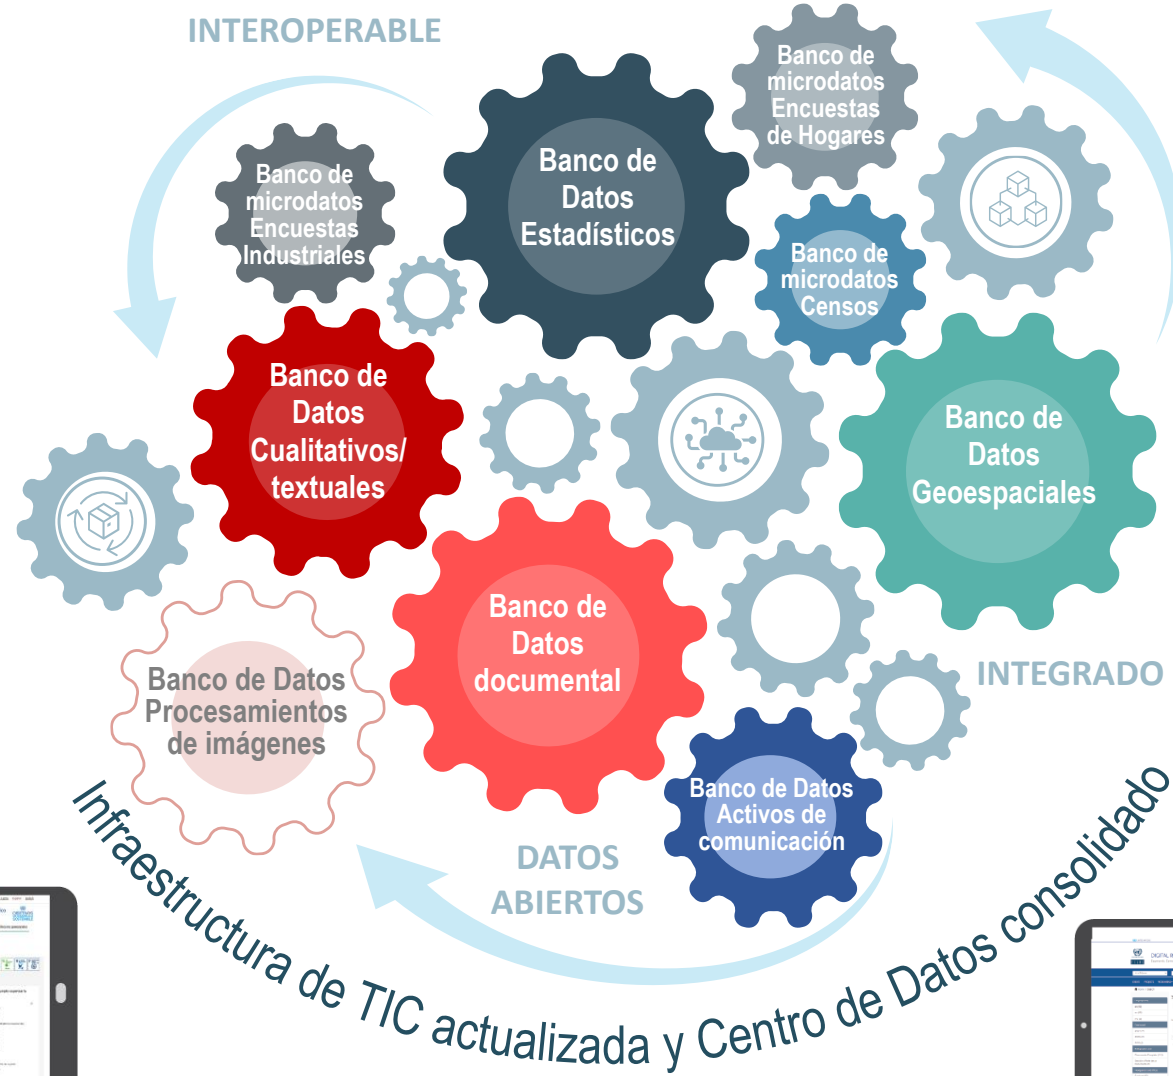 INTEROPERABLE
Banco de
microdatos
Encuestas
de Hogares
Banco de
Datos
Estadísticos
Banco de
microdatos
Encuestas
Industriales
Banco de
microdatos
Censos
Banco de
Datos
Cualitativos/
textuales
Banco de
Datos
Geoespaciales
Banco de
Datos
documental
Banco de Datos
Procesamientos
de imágenes
INTEGRADO
Banco de Datos
Activos de
comunicación
DATOS
ABIERTOS
Infraestructura de TIC actualizada y Centro de Datos consolidado